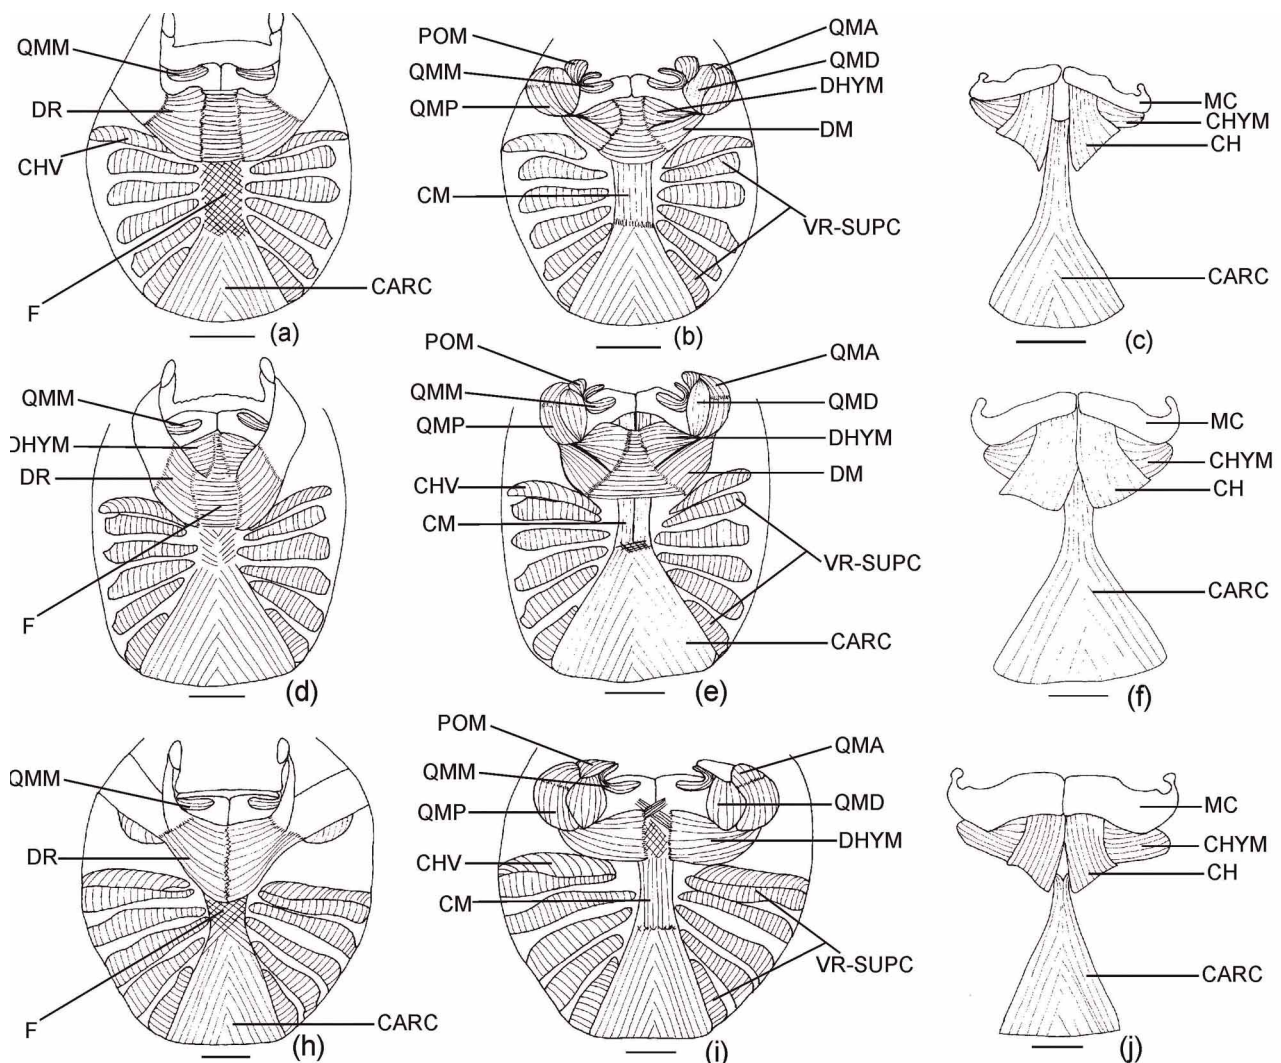 QMM
DR
CHV
F
CARC
(a)
POM
QMM
QMP
CM
QMA
QMD
DHYM
DM
VR-SUPC
(b)
MC
CHYM
CH
CARC
(c)
QMM
DHYM
DR
F
(d)
POM
QMM
QMP
CHV
CM
QMA
QMD
DHYM
DM
VR-SUPC
CARC
(e)
MC
CHYM
CH
CARC
(f)
QMM
DR
F
CARC
(h)
POM
QMM
QMP
CHV
CM
QMA
QMD
DHYM
VR-SUPC
(i)
MC
CHYM
CH
CARC
(j)